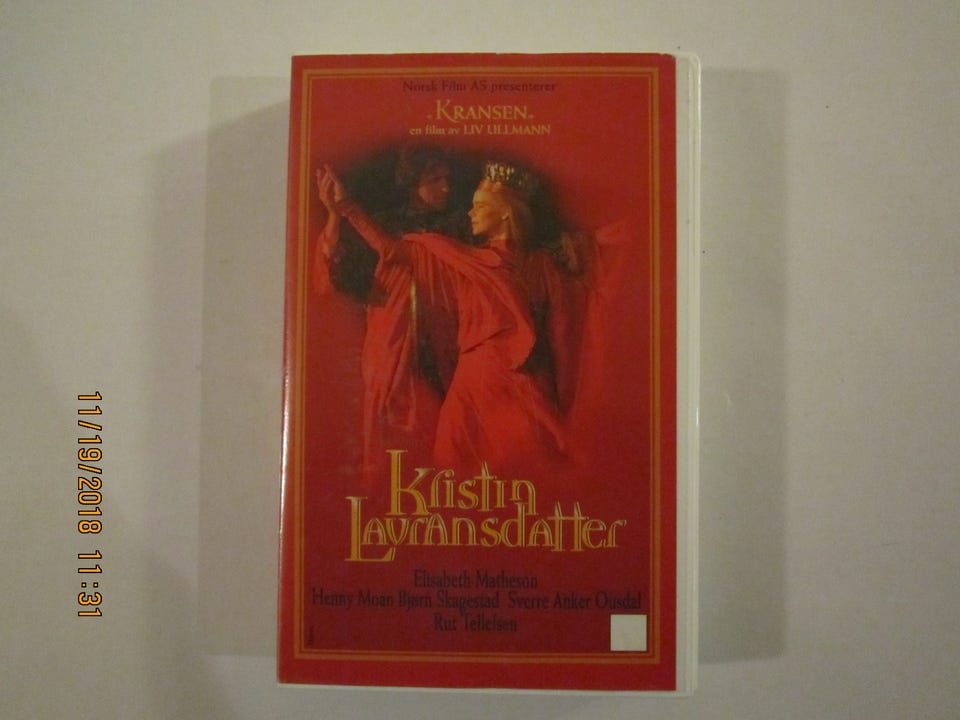 Norsk Film AS presenterer
"KRANSEN"
en film av LIV ULLMANN
Kristin
Lavransdatter
Elisabeth Matheson
Henny Moan Bjørn Skagestad Sverre Anker Ousdal
Rut Tellefsen
11/19/2018 11:31